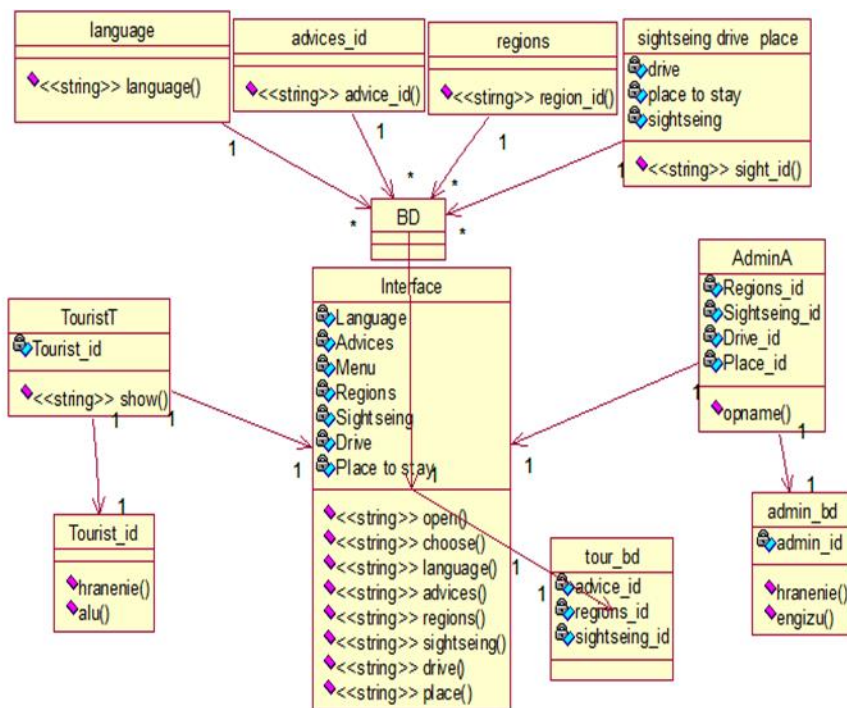 language
<<string>> language()
advices_id
<<string>> advice_id()
regions
<<stirng>> region_id()
sightseing drive place
drive
place to stay
sightseing
<<string>> sight_id()
1
1
1
1
*
*
*
*
BD
Interface
Language
Advices
Menu
Regions
Sightseing
Drive
Place to stay
<<string>> open()
<<string>> choose()
<<string>> language()
<<string>> advices()
<<string>> regions()
<<string>> sightseing()
<<string>> drive()
<<string>> place()
TouristT
Tourist_id
<<string>> show()
1
1
1
1
Tourist_id
hranenie()
alu()
AdminA
Regions_id
Sightseing_id
Drive_id
Place_id
opname()
1
1
1
1
admin_bd
admin_id
hranenie()
engizu()
1
1
1
tour_bd
advice_id
regions_id
sightseing_id